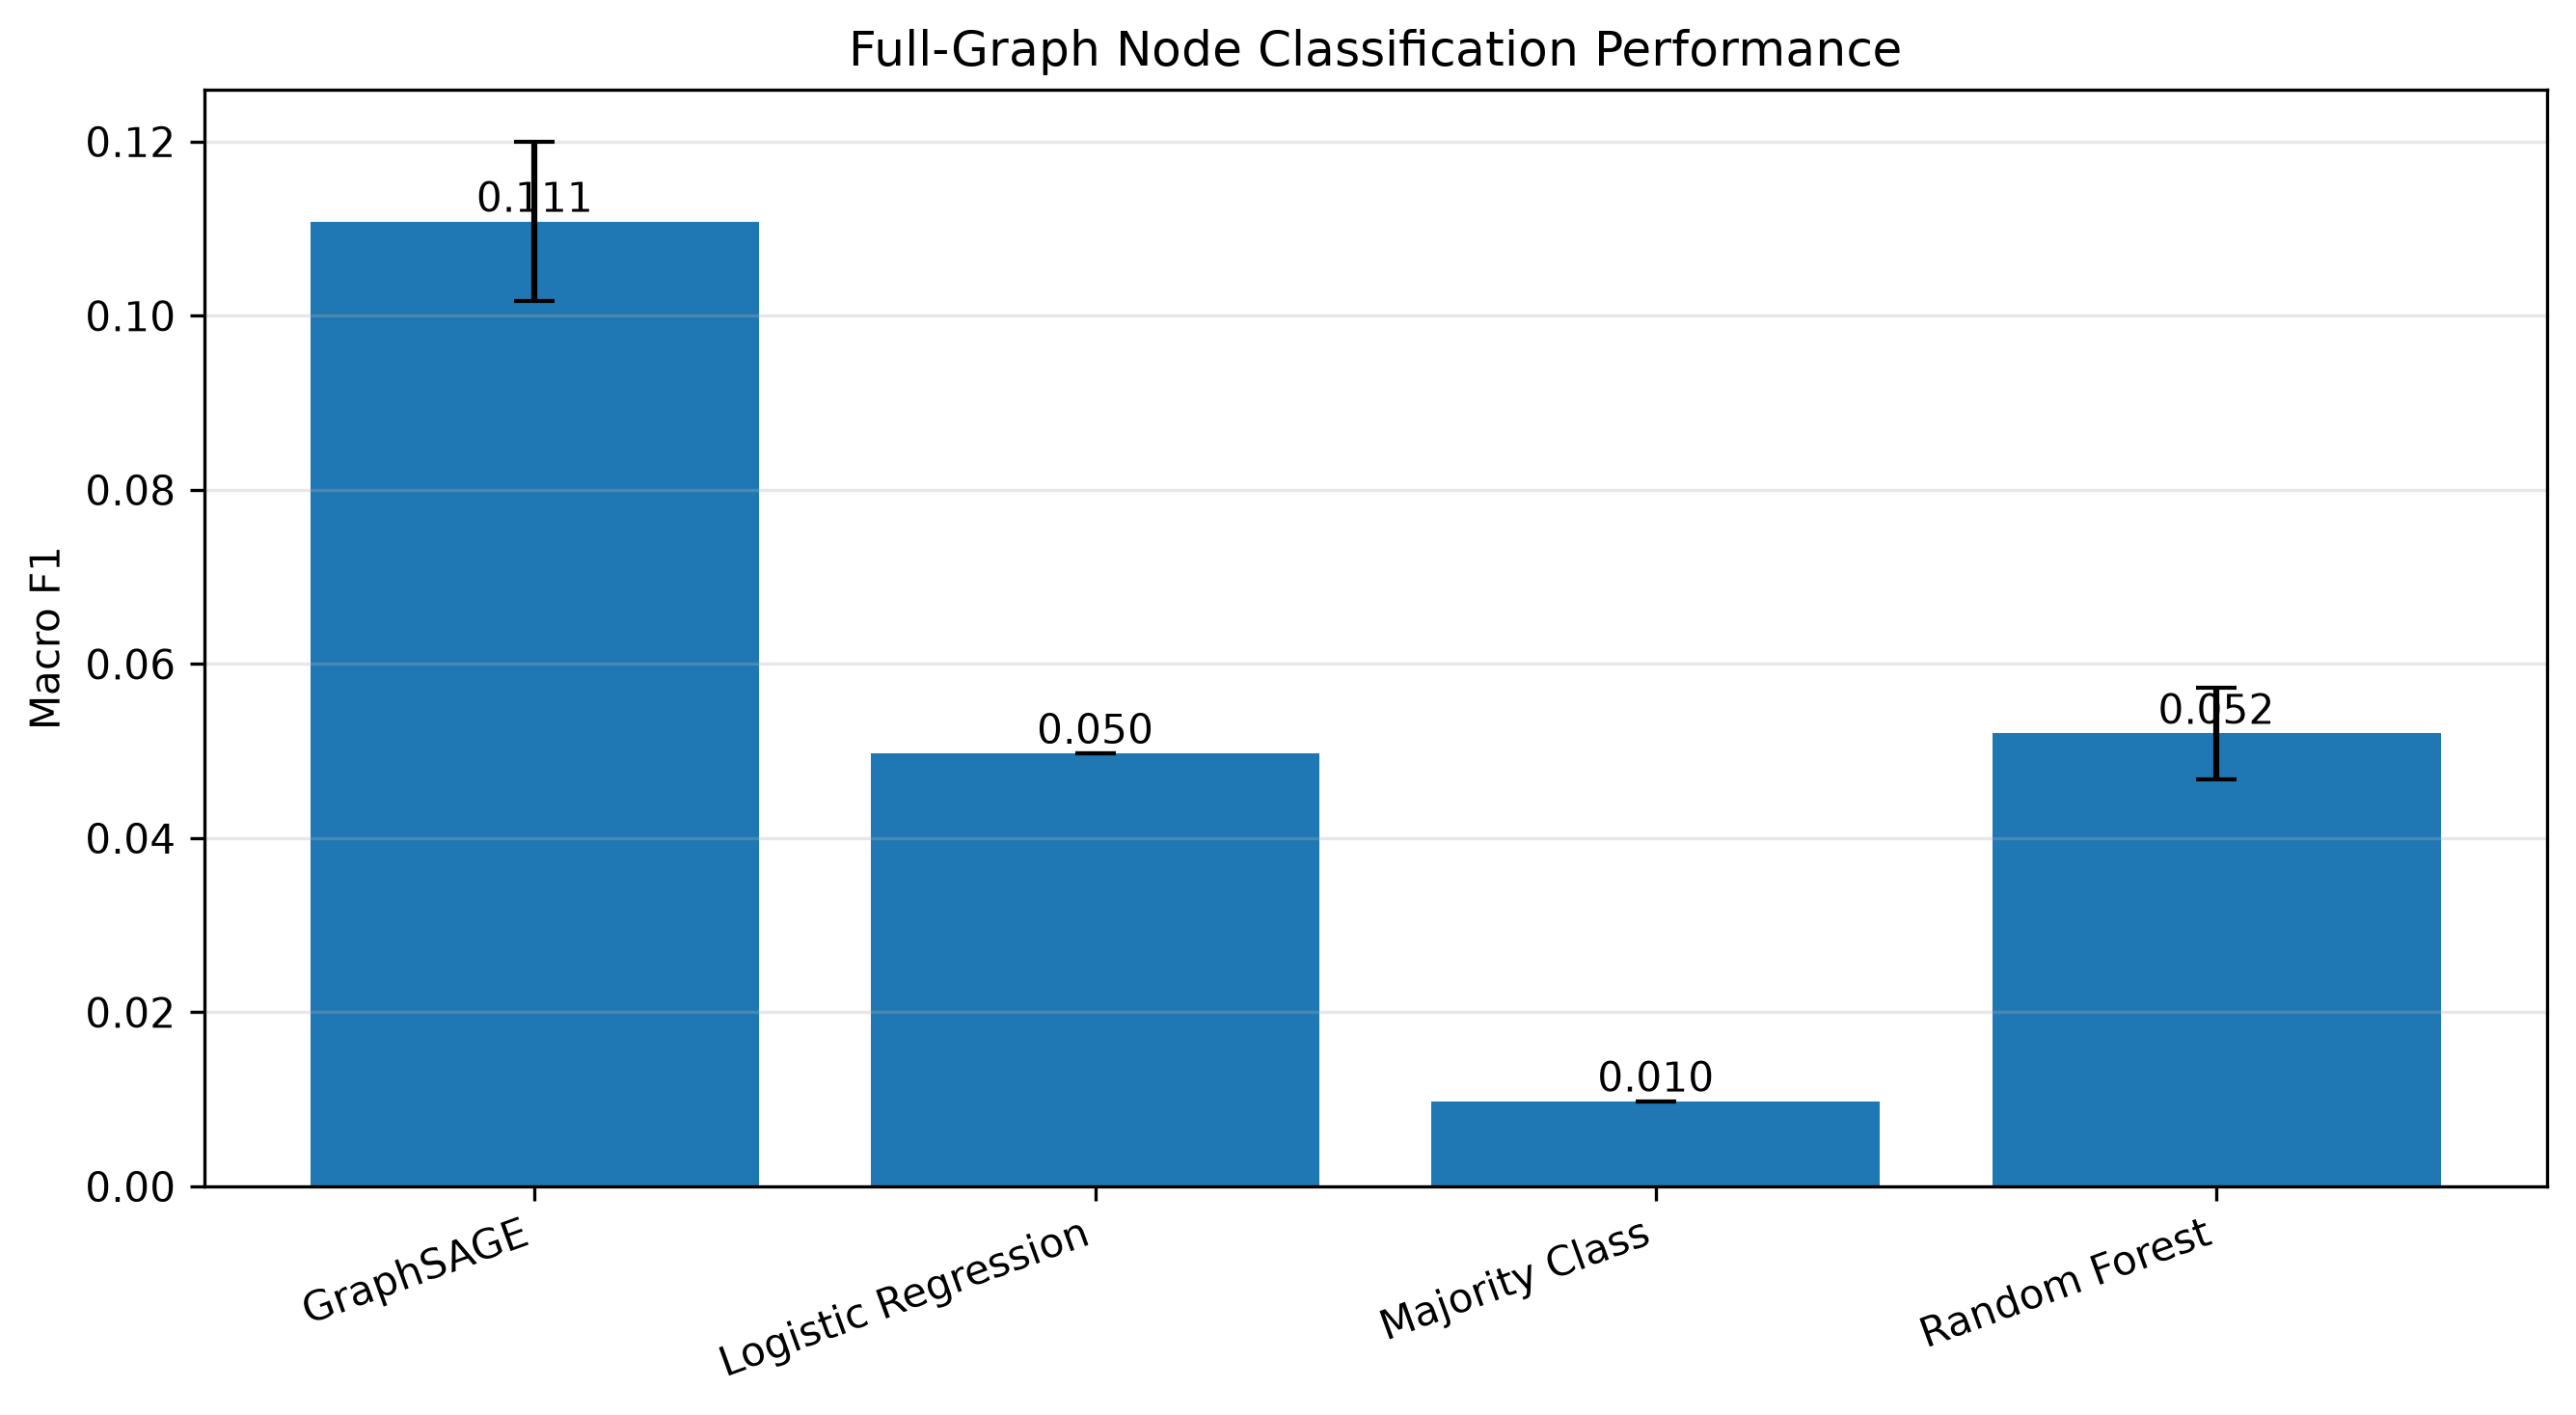 Full-Graph Node Classification Performance
Macro F1
0.12
0.10
0.08
0.06
0.04
0.02
0.00
0.111
0.050
0.010
0.052
GraphSAGE
Logistic Regression
Majority Class
Random Forest